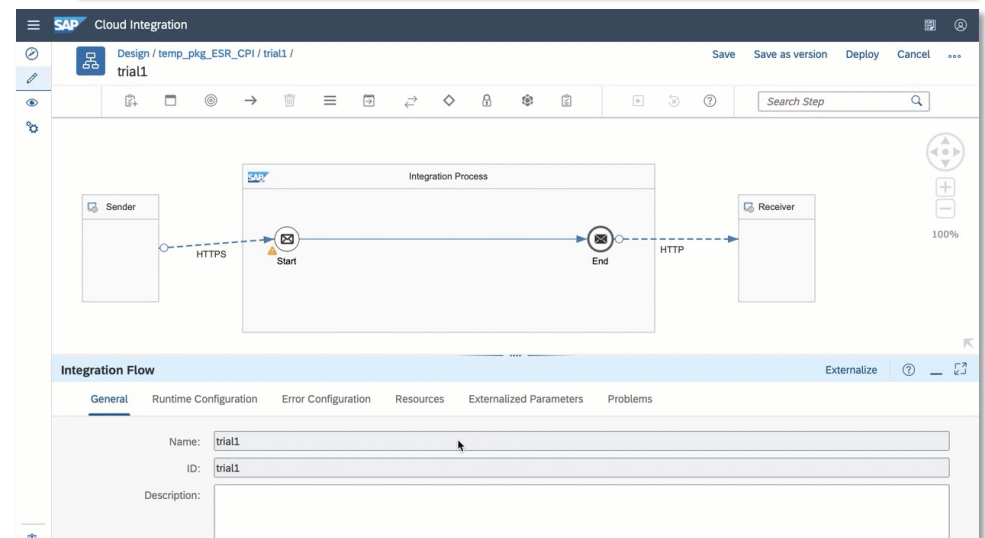 SAP Cloud Integration
Design / temp_pkg_ESR_CPI / trial1 /
trial1
Save Save as version Deploy Cancel
Search Step
SAP Integration Process
Sender
Receiver
HTTPS
Start
End
HTTP
100%
Integration Flow
Externalize
General Runtime Configuration Error Configuration Resources Externalized Parameters Problems
Name: trial1
ID: trial1
Description: